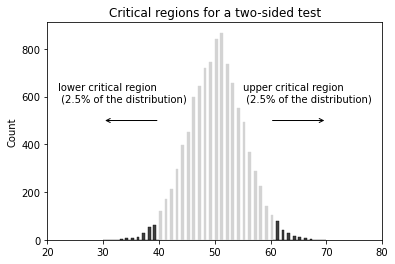 Critical regions for a two-sided test
800
600
400
200
0
Count
lower critical region
(2.5% of the distribution)
upper critical region
(2.5% of the distribution)
20 30 40 50 60 70 80